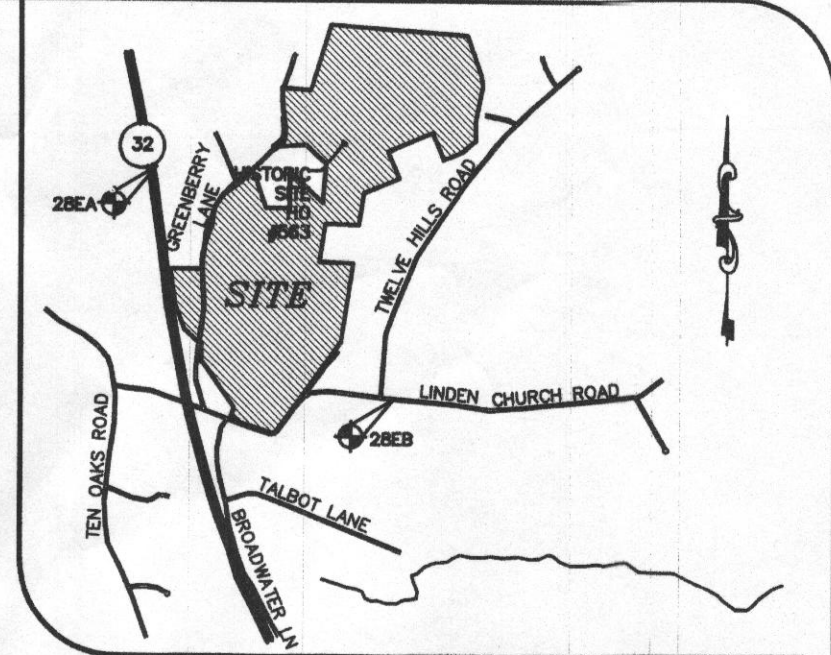 32
28EA
GREENBERRY
LANE
HISTORIC
SITE
HO
#563
SITE
TWELVE HILLS ROAD
LINDEN CHURCH ROAD
28EB
TEN OAKS ROAD
TALBOT LANE
BROADWATER LN